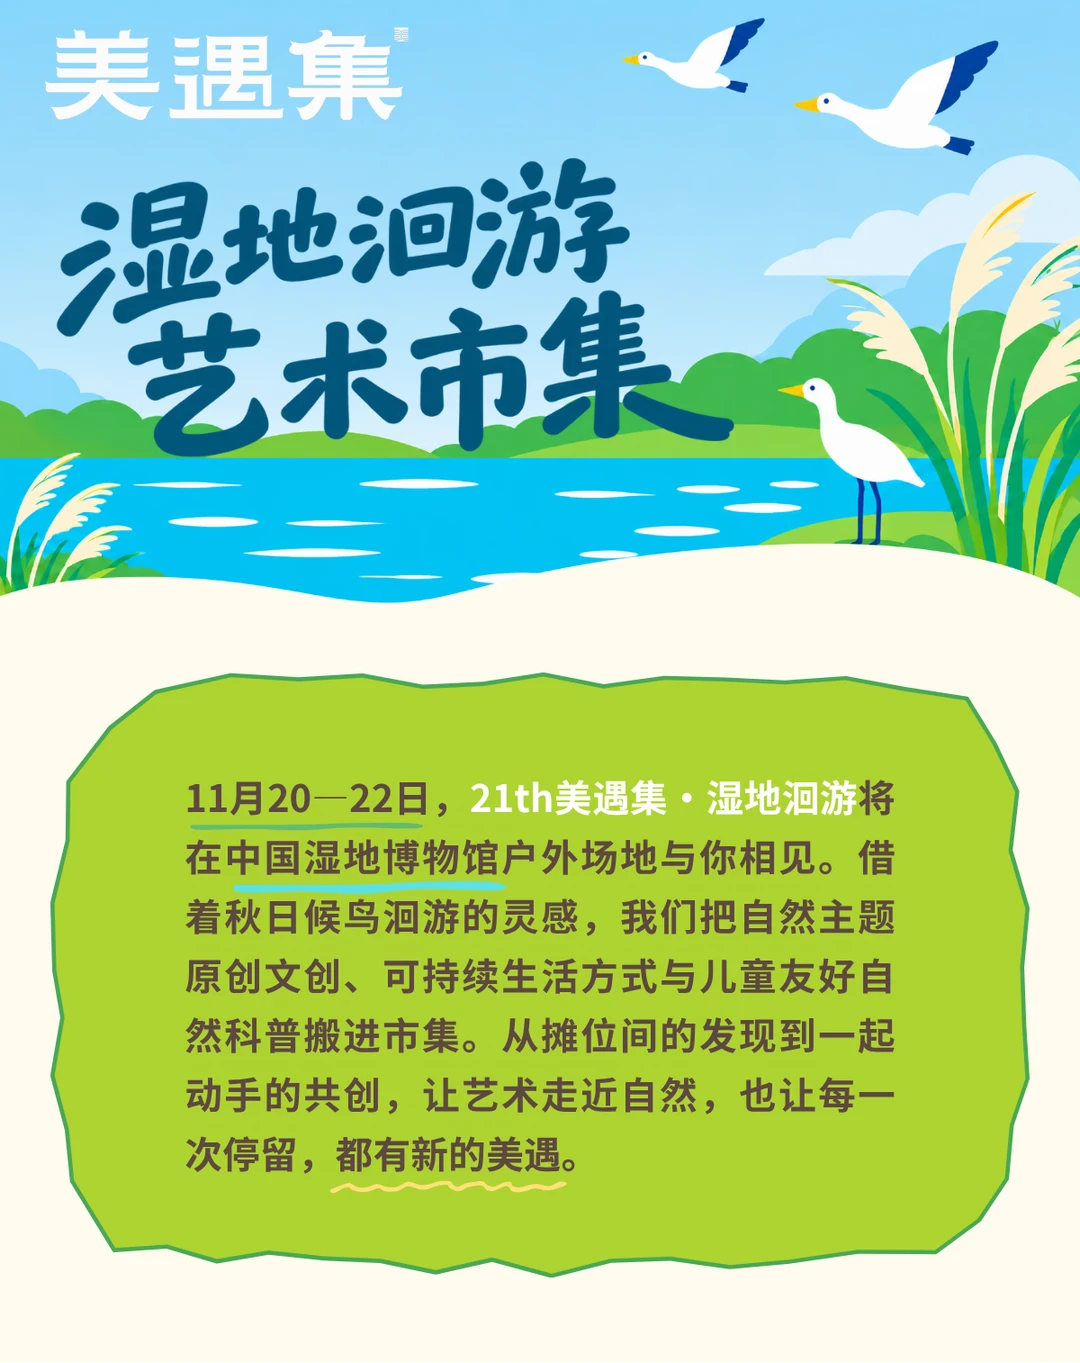 美遇集
湿地洄游
艺术市集
11月20—22日，21th美遇集·湿地洄游将
在中国湿地博物馆户外场地与你相见。借
着秋日候鸟洄游的灵感，我们把自然主题
原创文创、可持续生活方式与儿童友好自
然科普搬进市集。从摊位间的发现到一起
动手的共创，让艺术走近自然，也让每一
次停留，都有新的美遇。